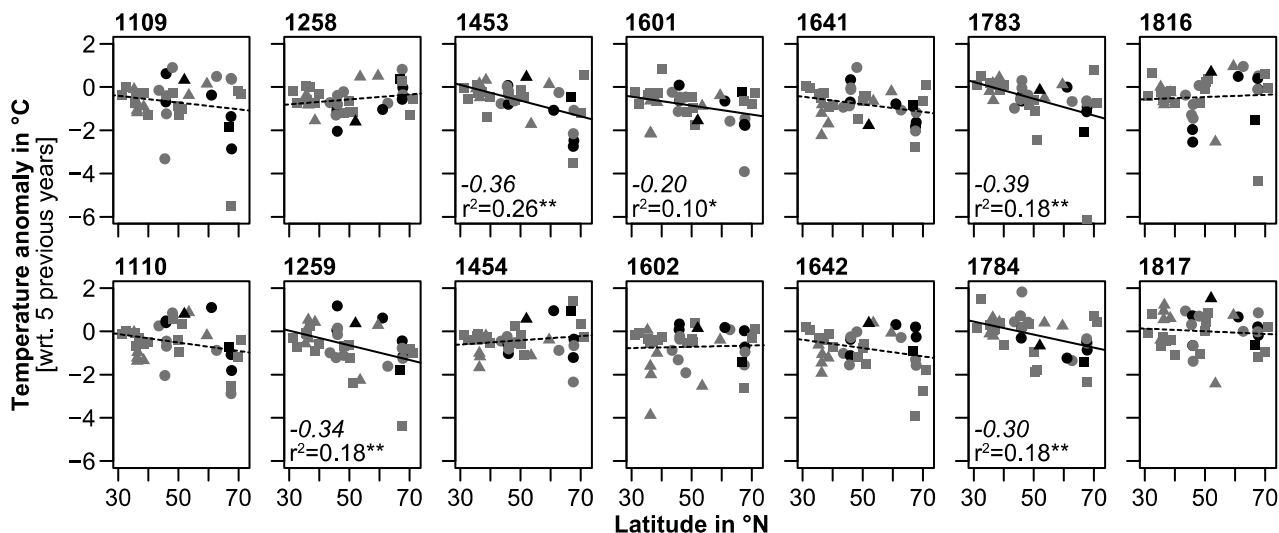 1109 1258 1453 1601 1641 1783 1816
2
0
−2
−4
−6
-0.36
r²=0.26**
-0.20
r²=0.10*
-0.39
r²=0.18**
1110 1259 1454 1602 1642 1784 1817
2
0
−2
−4
−6
-0.34
r²=0.18**
-0.30
r²=0.18**
30 50 70 30 50 70 30 50 70 30 50 70 30 50 70 30 50 70 30 50 70
Latitude in °N
Temperature anomaly in °C
[wrt. 5 previous years]